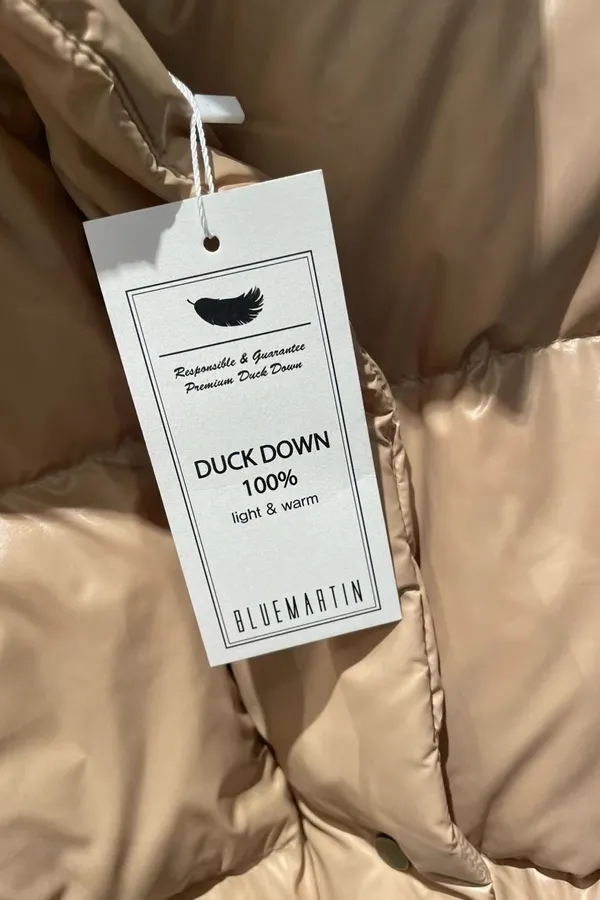 Responsible & Guarantee
Premium Duck Down
DUCK DOWN
100%
light & warm
BLUEMARTIN